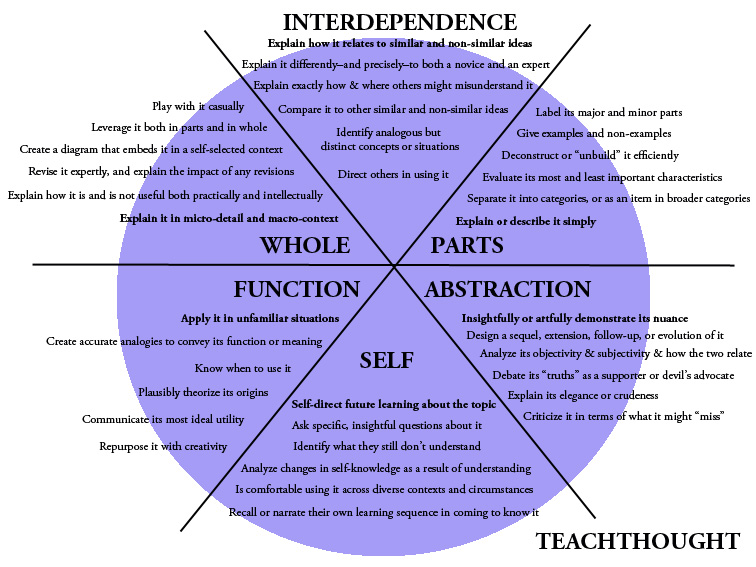 INTERDEPENDENCE
Explain how it relates to similar and non-similar ideas
Explain it differently–and precisely–to both a novice and an expert
Explain exactly how & where others might misunderstand it
Compare it to other similar and non-similar ideas
Identify analogous but
distinct concepts or situations
Direct others in using it
Play with it casually
Leverage it both in parts and in whole
Create a diagram that embeds it in a self-selected context
Revise it expertly, and explain the impact of any revisions
Explain how it is and is not useful both practically and intellectually
Explain it in micro-detail and macro-context
WHOLE
Label its major and minor parts
Give examples and non-examples
Deconstruct or “unbuild” it efficiently
Evaluate its most and least important characteristics
Separate it into categories, or as an item in broader categories
Explain or describe it simply
PARTS
FUNCTION
Apply it in unfamiliar situations
Create accurate analogies to convey its function or meaning
Know when to use it
Plausibly theorize its origins
Communicate its most ideal utility
Repurpose it with creativity
ABSTRACTION
Insightfully or artfully demonstrate its nuance
Design a sequel, extension, follow-up, or evolution of it
Analyze its objectivity & subjectivity & how the two relate
Debate its “truths” as a supporter or devil’s advocate
Explain its elegance or crudeness
Criticize it in terms of what it might “miss”
SELF
Self-direct future learning about the topic
Ask specific, insightful questions about it
Identify what they still don’t understand
Analyze changes in self-knowledge as a result of understanding
Is comfortable using it across diverse contexts and circumstances
Recall or narrate their own learning sequence in coming to know it
TEACHTHOUGHT